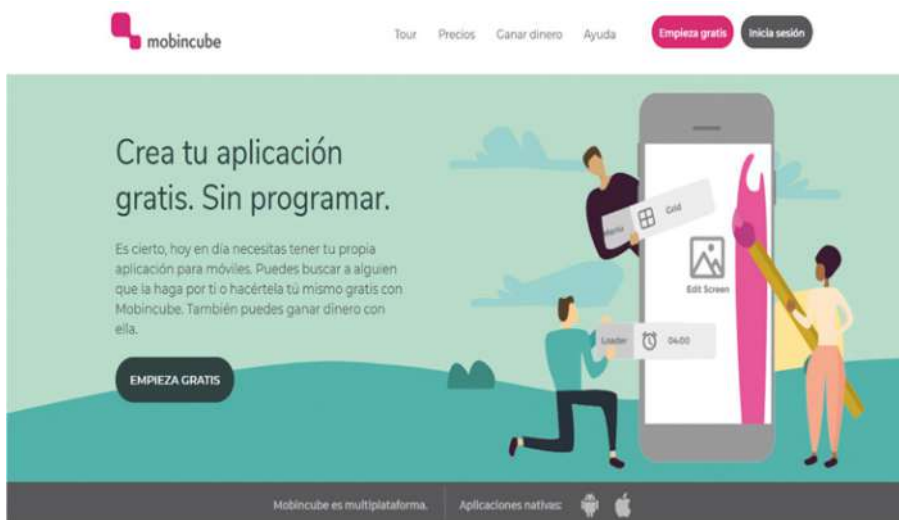 mobincube
Tour Precios Ganar dinero Ayuda Empieza gratis Inicia sesión
Crea tu aplicación
gratis. Sin programar.
Es cierto, hoy en día necesitas tener tu propia
aplicación para móviles. Puedes buscar a alguien
que la haga por ti o hacértela tú mismo gratis con
Mobincube. También puedes ganar dinero con
ella.
EMPIEZA GRATIS
Menu Grid
Edit Screen
Loader 04:00
Mobincube es multiplataforma. Aplicaciones nativas: